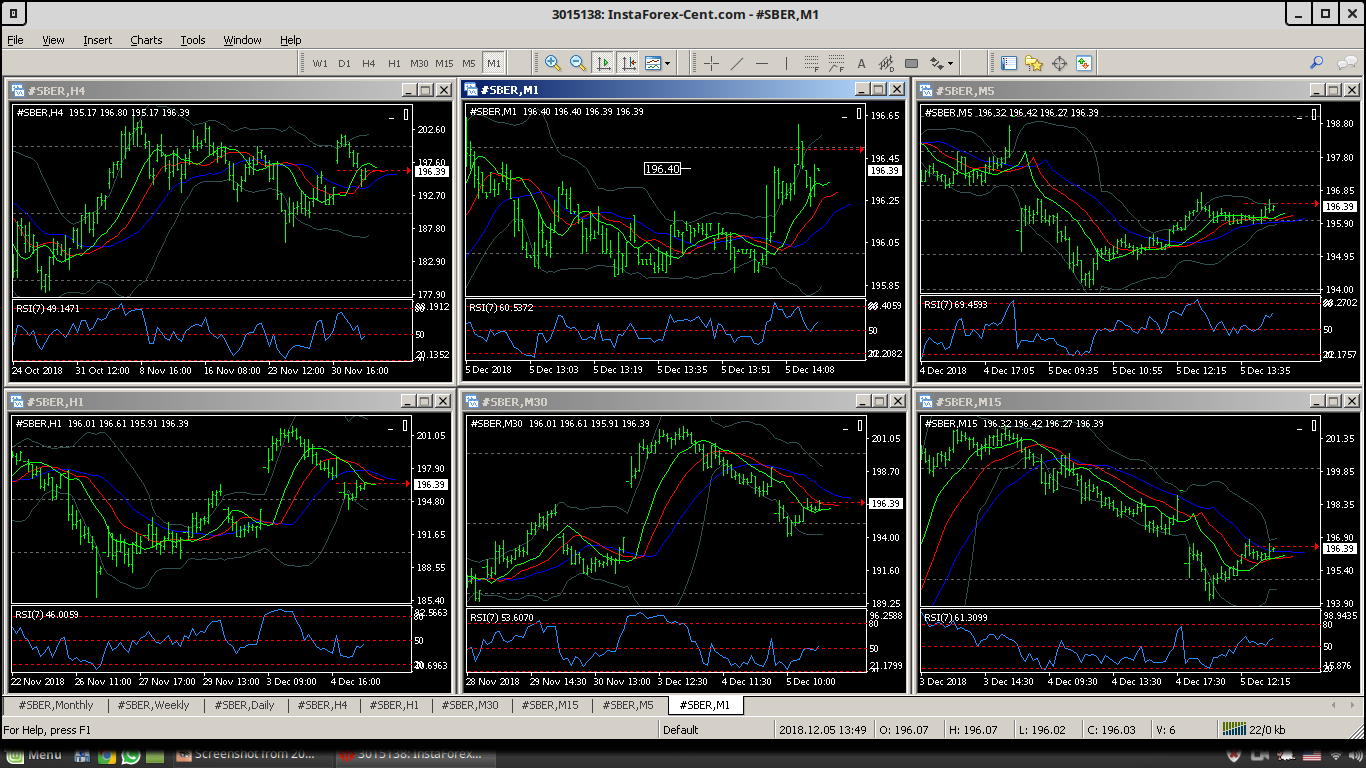 3015138: InstaForex-Cent.com - #SBER,M1
File View Insert Charts Tools Window Help
W1 D1 H4 H1 M30 M15 M5 M1
#SBER,H4
#SBER,H4 195.17 196.80 195.17 196.39
202.60
197.60
196.39
192.70
187.80
182.90
177.90
RSI(7) 49.1471
50
24 Oct 2018 31 Oct 12:00 8 Nov 16:00 16 Nov 08:00 23 Nov 12:00 30 Nov 16:00
#SBER,M1
#SBER,M1 196.40 196.40 196.39 196.39
196.40
196.65
196.45
196.39
196.25
196.05
195.85
RSI(7) 60.5372
50
5 Dec 2018 5 Dec 13:03 5 Dec 13:19 5 Dec 13:35 5 Dec 13:51 5 Dec 14:08
#SBER,M5
#SBER,M5 196.32 196.42 196.27 196.39
198.80
197.80
196.85
196.39
195.90
194.95
194.00
RSI(7) 69.4593
50
4 Dec 2018 4 Dec 17:05 5 Dec 09:35 5 Dec 10:55 5 Dec 12:15 5 Dec 13:35
#SBER,H1
#SBER,H1 196.01 196.61 195.91 196.39
201.05
197.90
196.39
194.80
191.65
188.55
185.40
RSI(7) 46.0059
80
50
22 Nov 2018 26 Nov 11:00 27 Nov 17:00 29 Nov 13:00 3 Dec 09:00 4 Dec 16:00
#SBER,M30
#SBER,M30 196.01 196.61 195.91 196.39
201.05
198.70
196.39
194.00
191.60
189.25
RSI(7) 53.6070
96.2588
80
50
28 Nov 2018 29 Nov 14:30 30 Nov 13:00 3 Dec 12:30 4 Dec 11:30 5 Dec 10:00
#SBER,M15
#SBER,M15 196.32 196.42 196.27 196.39
201.35
199.85
198.35
196.90
196.39
195.40
193.90
RSI(7) 61.3099
98.9435
80
50
3 Dec 2018 3 Dec 14:30 4 Dec 09:30 4 Dec 13:30 4 Dec 17:30 5 Dec 12:15
#SBER,Monthly #SBER,Weekly #SBER,Daily #SBER,H4 #SBER,H1 #SBER,M30 #SBER,M15 #SBER,M5 #SBER,M1
For Help, press F1 Default 2018.12.05 13:49 O: 196.07 H: 196.07 L: 196.02 C: 196.03 V: 6 22/0 kb
Menu Screenshot from 20... 3015138: InstaForex-C...